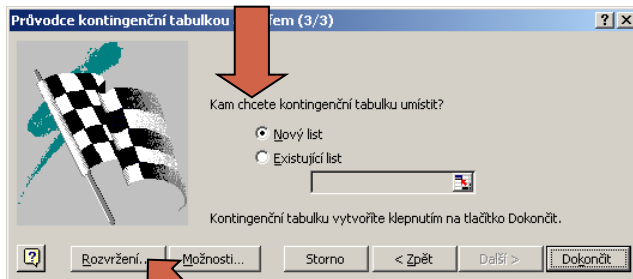 Průvodce kontingenční tabulkou fem (3/3)
Kam chcete kontingenční tabulku umístit?
Nový list
Existující list
Kontingenční tabulku vytvoříte klepnutím na tlačítko Dokončit.
Rozvržení... Možnosti... Storno < Zpět Další > Dokončit